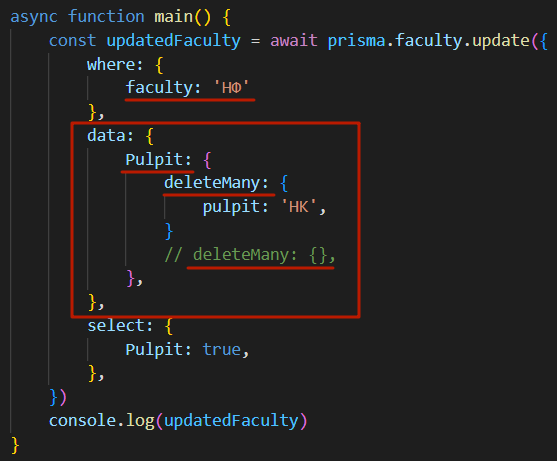 async function main() {
const updatedFaculty = await prisma.faculty.update({
where: {
faculty: 'НФ'
},
data: {
Pulpit: {
deleteMany: {
pulpit: 'НК',
}
// deleteMany: {},
},
},
select: {
Pulpit: true,
},
})
console.log(updatedFaculty)
}